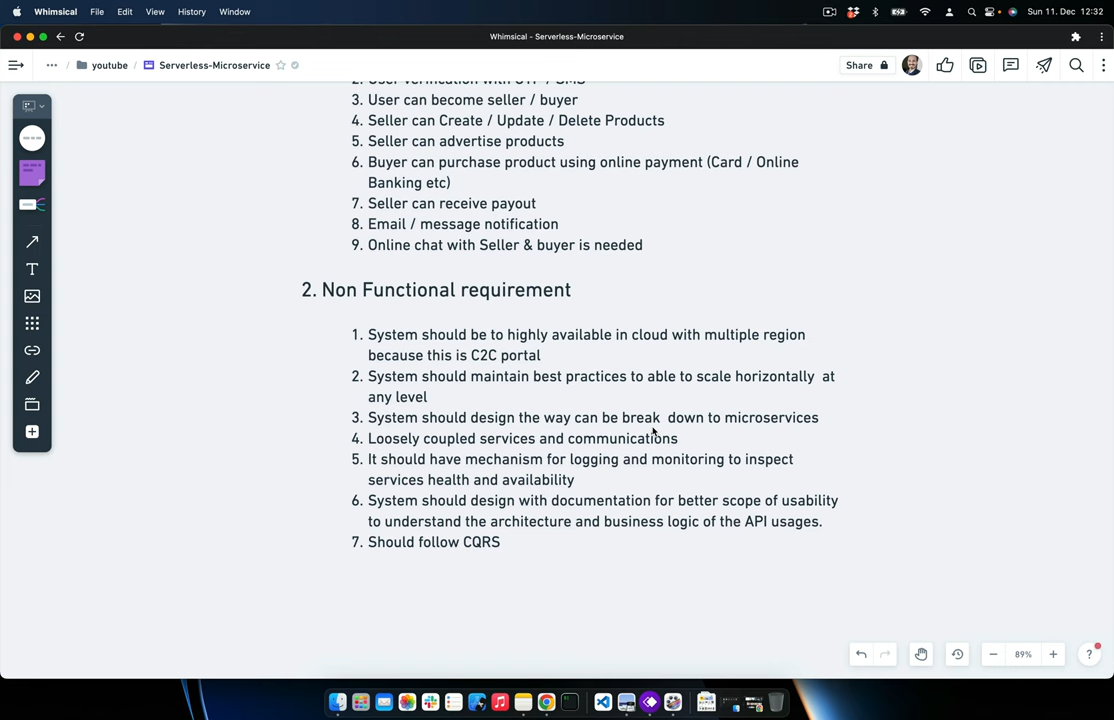 Whimsical File Edit View History Window Sun 11. Dec 12:32
Whimsical - Serverless-Microservice
... / youtube / Serverless-Microservice Share
2. User verification with OTP / SMS
3. User can become seller / buyer
4. Seller can Create / Update / Delete Products
5. Seller can advertise products
6. Buyer can purchase product using online payment (Card / Online
Banking etc)
7. Seller can receive payout
8. Email / message notification
9. Online chat with Seller & buyer is needed
2. Non Functional requirement
1. System should be to highly available in cloud with multiple region
because this is C2C portal
2. System should maintain best practices to able to scale horizontally at
any level
3. System should design the way can be break down to microservices
4. Loosely coupled services and communications
5. It should have mechanism for logging and monitoring to inspect
services health and availability
6. System should design with documentation for better scope of usability
to understand the architecture and business logic of the API usages.
7. Should follow CQRS
89%